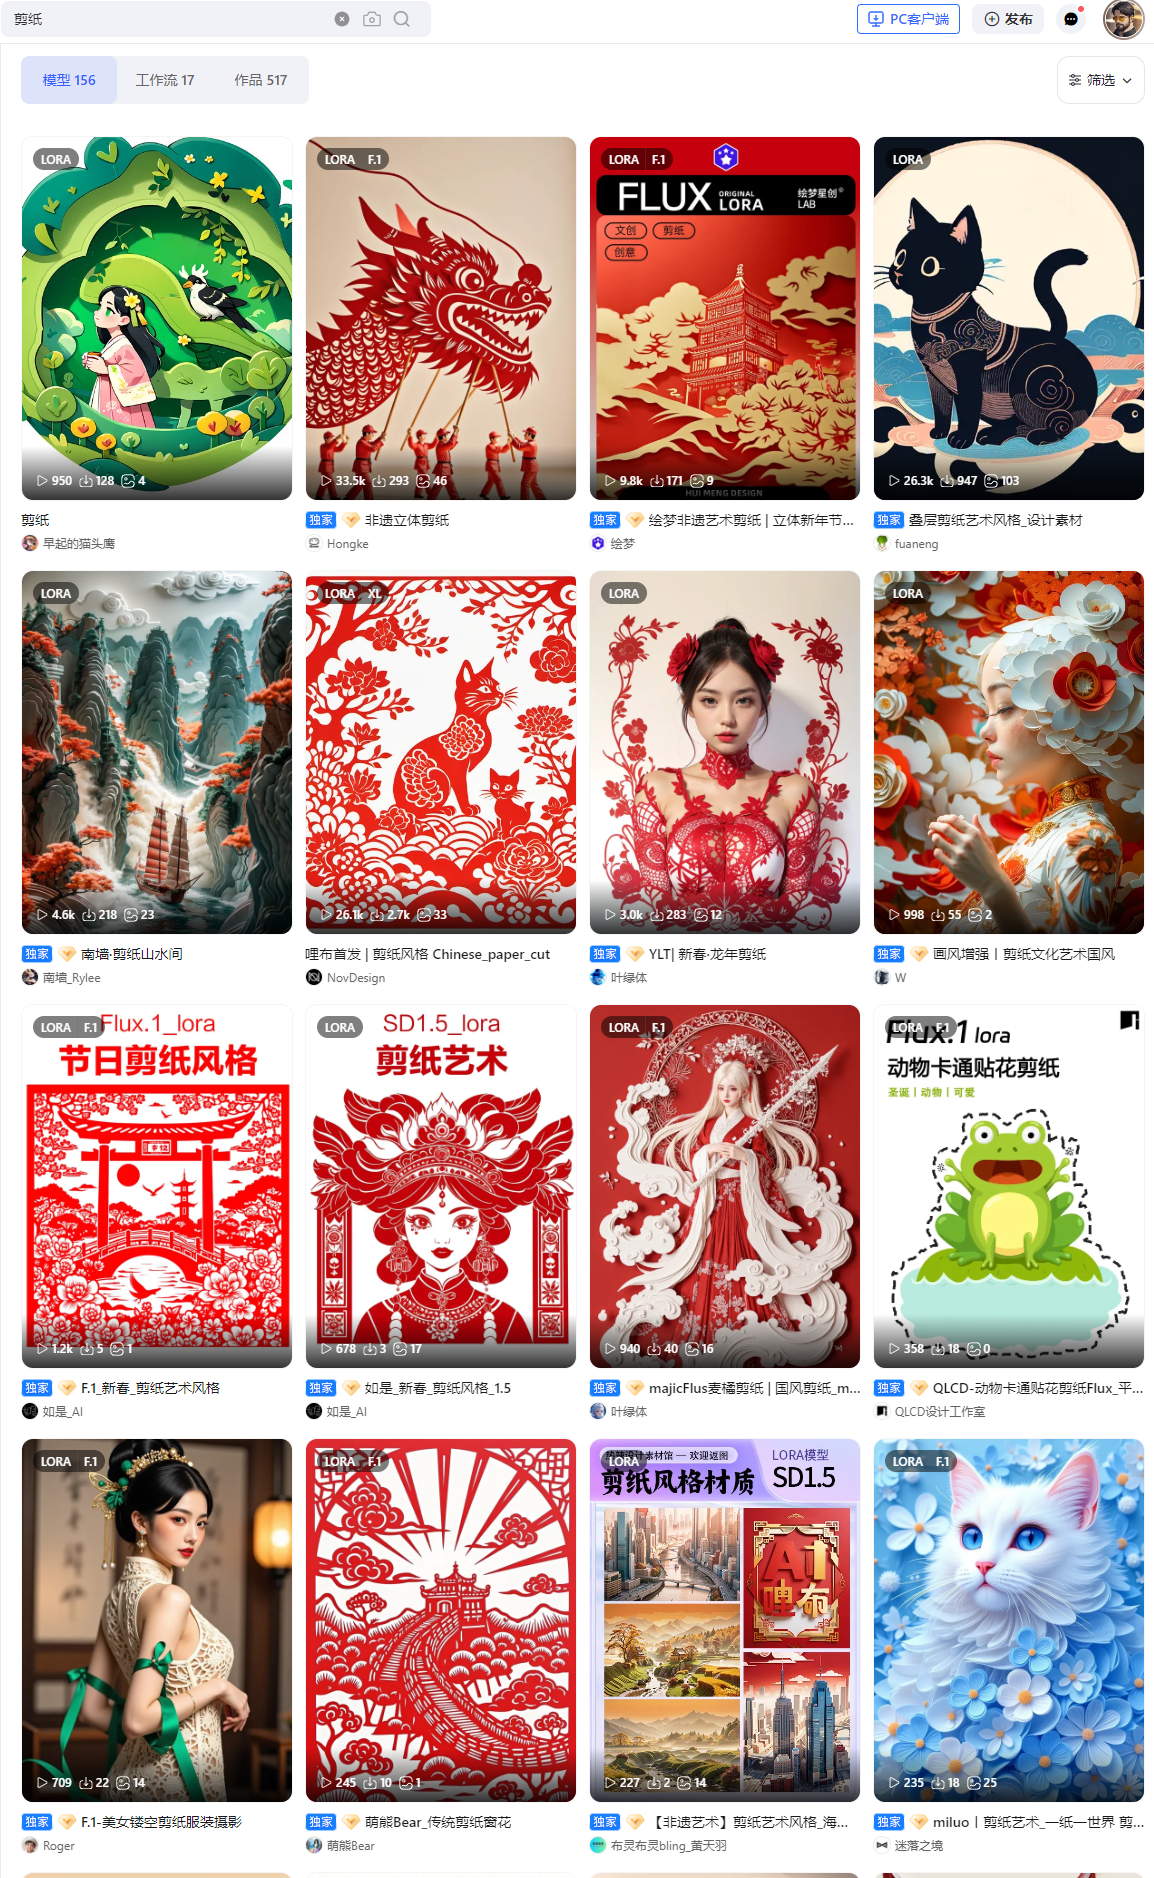 剪纸
PC客户端
发布
模型 156
工作流 17
作品 517
筛选
LORA
950 128 4
剪纸
早起的猫头鹰
LORA F.1
33.5k 293 46
独家 非遗立体剪纸
Hongke
LORA F.1
FLUX ORIGINAL LORA
绘梦星创® LAB
文创 剪纸
创意
9.8k 171 9
HUI MENG DESIGN
独家 绘梦非遗艺术剪纸 | 立体新年节...
绘梦
LORA
26.3k 947 103
独家 叠层剪纸艺术风格_设计素材
fuaneng
LORA
4.6k 218 23
独家 南墙·剪纸山水间
南墙_Rylee
LORA XL
26.1k 2.7k 33
哩布首发 | 剪纸风格 Chinese_paper_cut
NovDesign
LORA
3.0k 283 12
独家 YLT| 新春·龙年剪纸
叶绿体
LORA
998 55 2
独家 画风增强丨剪纸文化艺术国风
W
LORA F.1
Flux.1_lora
节日剪纸风格
1.2k 5 1
独家 F.1_新春_剪纸艺术风格
如是_AI
LORA
SD1.5_lora
剪纸艺术
678 3 17
独家 如是_新春_剪纸风格_1.5
如是_AI
LORA F.1
940 40 16
独家 majicFlus麦橘剪纸 | 国风剪纸_m...
叶绿体
LORA F.1
Flux.1 lora
动物卡通贴花剪纸
圣诞丨动物丨可爱
358 18 0
独家 QLCD-动物卡通贴花剪纸Flux_平...
QLCD设计工作室
LORA F.1
709 22 14
独家 F.1-美女镂空剪纸服装摄影
Roger
LORA F.1
245 10 1
独家 萌熊Bear_传统剪纸窗花
萌熊Bear
LORA
素材馆 — 欢迎返图
LORA模型
剪纸风格材质
SD1.5
AI
哩布
227 2 14
独家 【非遗艺术】剪纸艺术风格_海...
布灵布灵bling_黄天羽
LORA F.1
235 18 25
独家 miluo丨剪纸艺术_一纸一世界 剪...
迷落之境